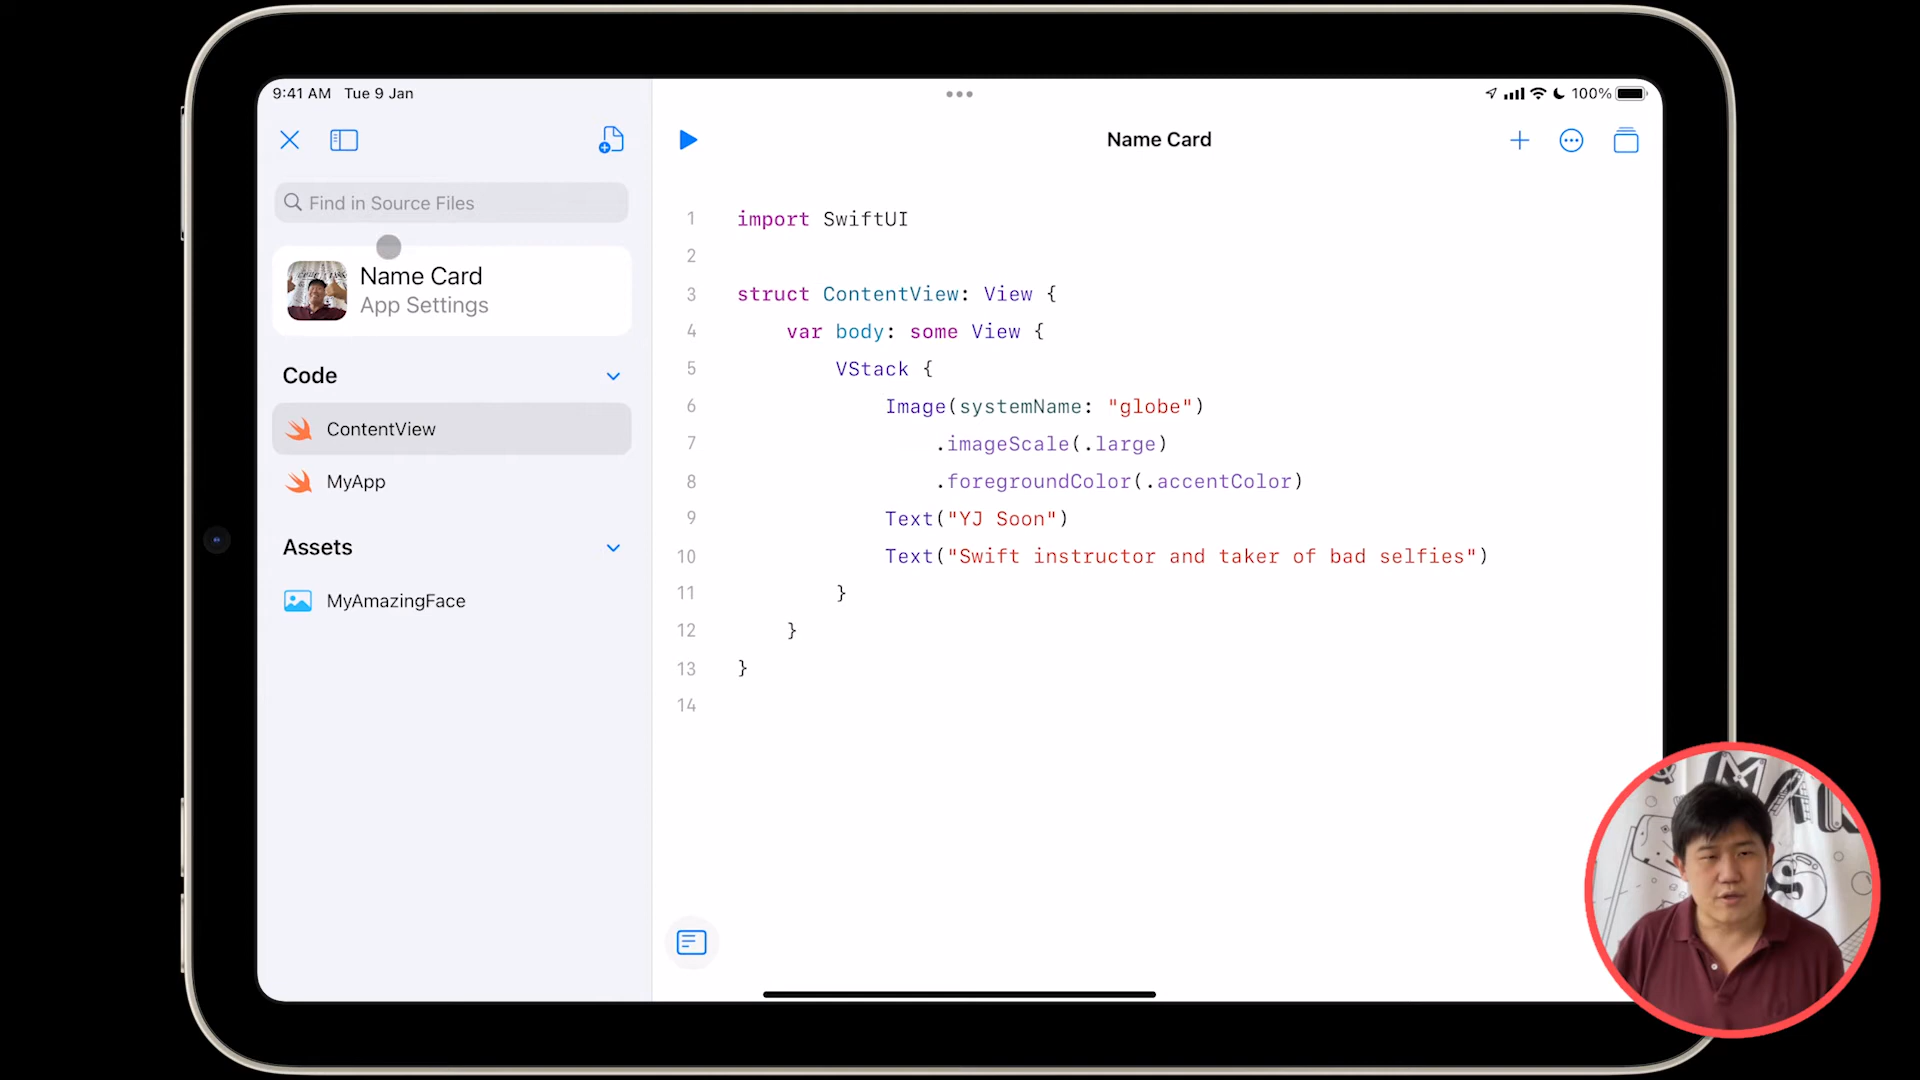 9:41 AM Tue 9 Jan
100%
Name Card
Find in Source Files
Name Card
App Settings
Code
ContentView
MyApp
Assets
MyAmazingFace
1 import SwiftUI
2
3 struct ContentView: View {
4 var body: some View {
5 VStack {
6 Image(systemName: "globe")
7 .imageScale(.large)
8 .foregroundColor(.accentColor)
9 Text("YJ Soon")
10 Text("Swift instructor and taker of bad selfies")
11 }
12 }
13 }
14